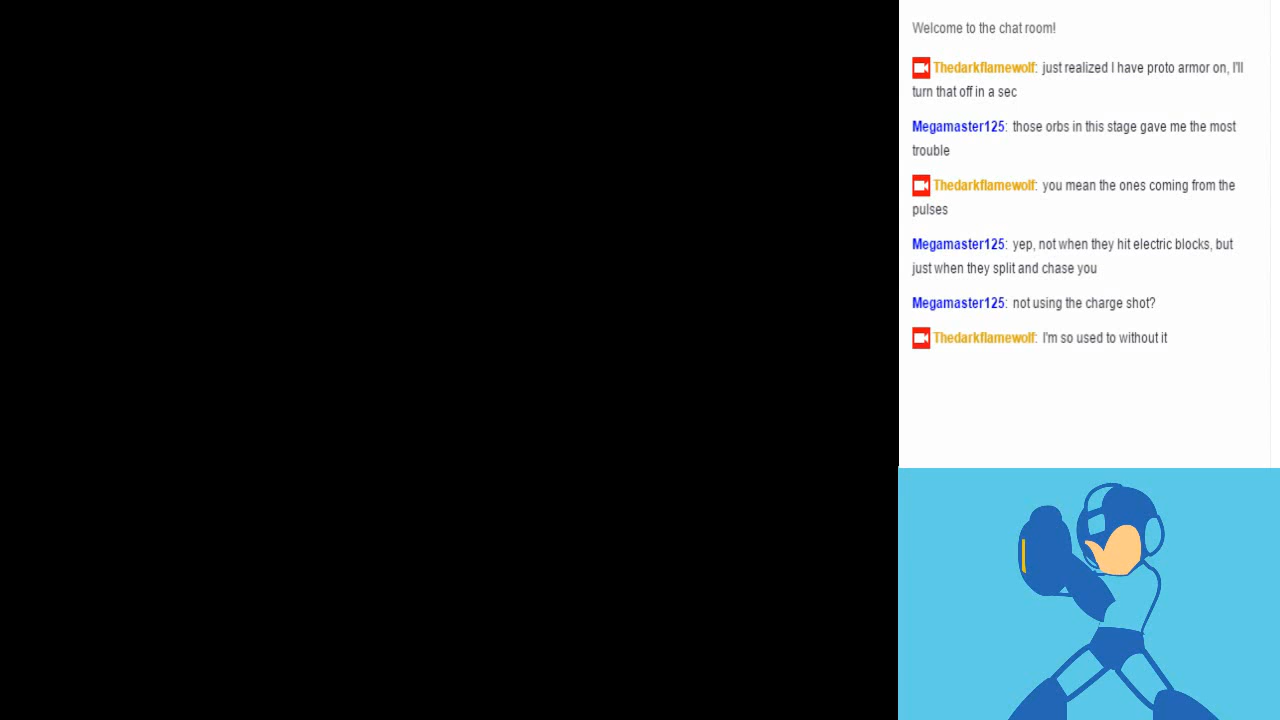 Welcome to the chat room!
Thedarkflamewolf: just realized I have proto armor on, I'll
turn that off in a sec
Megamaster125: those orbs in this stage gave me the most
trouble
Thedarkflamewolf: you mean the ones coming from the
pulses
Megamaster125: yep, not when they hit electric blocks, but
just when they split and chase you
Megamaster125: not using the charge shot?
Thedarkflamewolf: I'm so used to without it